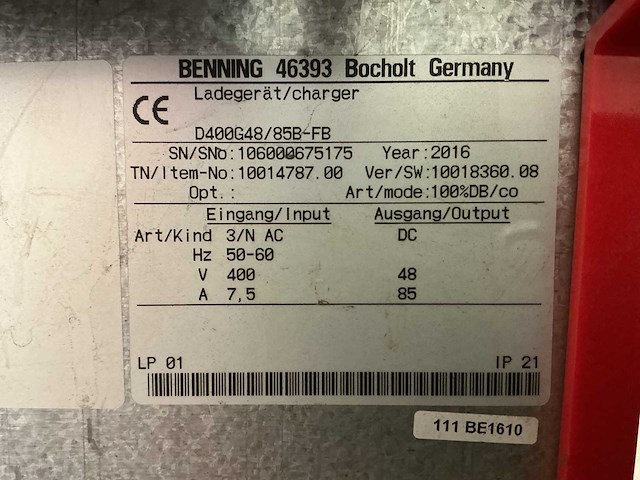 BENNING 46393 Bocholt Germany
CE
Ladegerät/charger
D400G48/85B-FB
SN/SNo:106000675175 Year:2016
TN/Item-No:10014787.00 Ver/SW:10018360.08
Opt.: Art/mode:100%DB/co
Eingang/Input Ausgang/Output
Art/Kind 3/N AC DC
Hz 50-60
V 400 48
A 7,5 85
LP 01 IP 21
111 BE1610